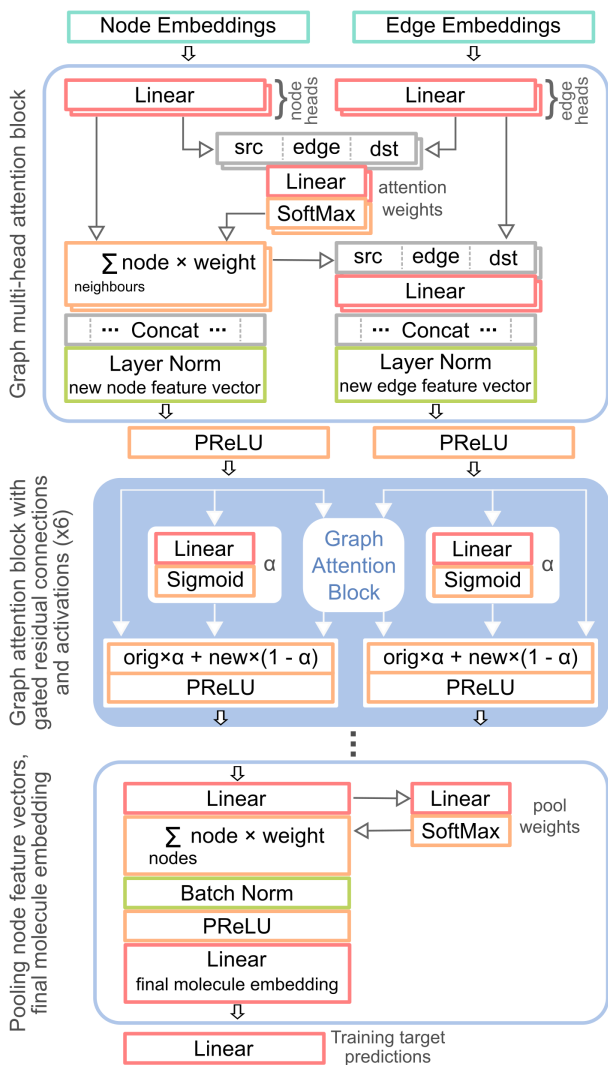 Node Embeddings
Edge Embeddings
Graph multi-head attention block
Linear
node
heads
Linear
edge
heads
src edge dst
Linear
SoftMax
attention
weights
∑ node × weight
neighbours
src edge dst
Linear
··· Concat ···
··· Concat ···
Layer Norm
new node feature vector
Layer Norm
new edge feature vector
PReLU
PReLU
Graph attention block with
gated residual connections
and activations (x6)
Linear
Sigmoid
α
Graph
Attention
Block
Linear
Sigmoid
α
orig×α + new×(1 - α)
PReLU
orig×α + new×(1 - α)
PReLU
Pooling node feature vectors,
final molecule embedding
Linear
Linear
SoftMax
pool
weights
∑ node × weight
nodes
Batch Norm
PReLU
Linear
final molecule embedding
Linear
Training target
predictions